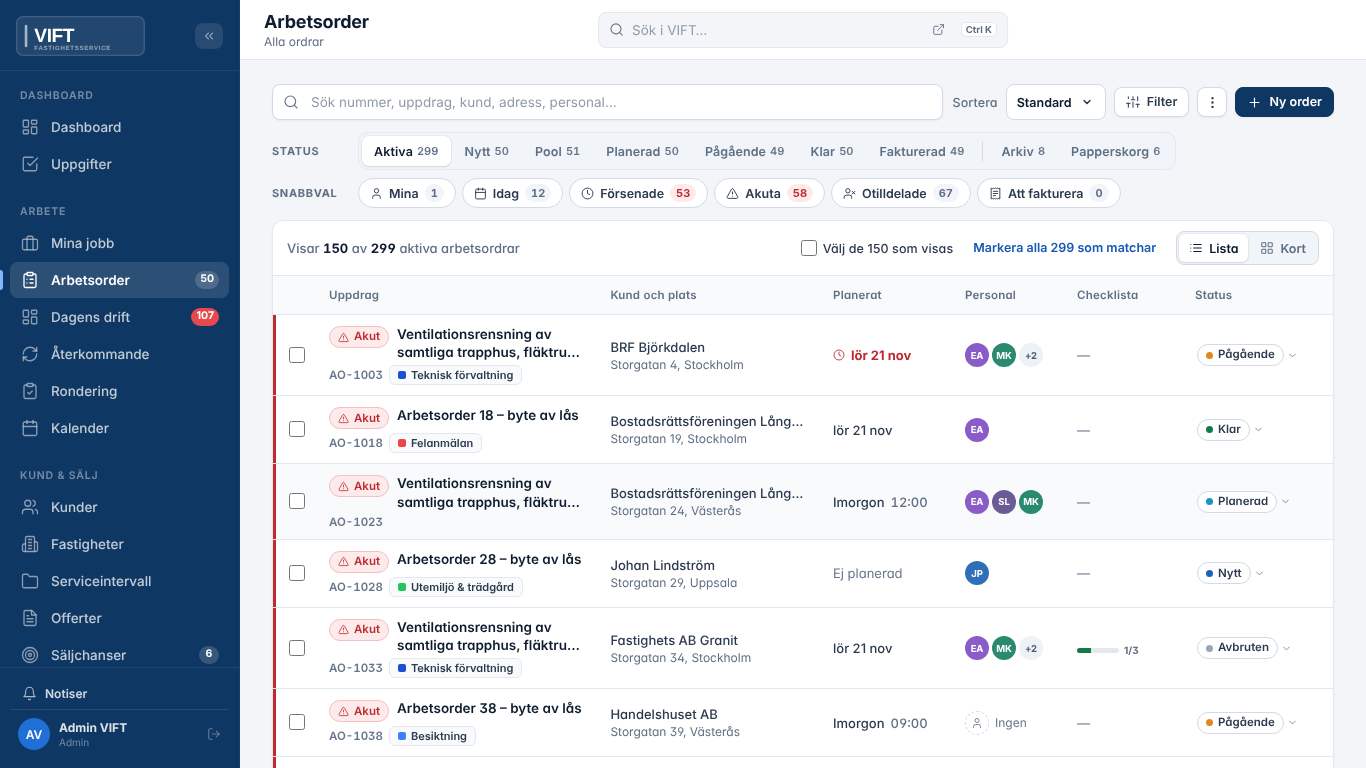 VIFT
FASTIGHETSSERVICE
DASHBOARD
Dashboard
Uppgifter
ARBETE
Mina jobb
Arbetsorder 50
Dagens drift 107
Återkommande
Rondering
Kalender
KUND & SÄLJ
Kunder
Fastigheter
Serviceintervall
Offerter
Säljchanser 6
Notiser
AV Admin VIFT
Admin
Arbetsorder
Alla ordrar
Sök i VIFT... Ctrl K
Sök nummer, uppdrag, kund, adress, personal... Sortera Standard Filter Ny order
STATUS Aktiva 299 Nytt 50 Pool 51 Planerad 50 Pågående 49 Klar 50 Fakturerad 49 Arkiv 8 Papperskorg 6
SNABBVAL Mina 1 Idag 12 Försenade 53 Akuta 58 Otilldelade 67 Att fakturera 0
Visar 150 av 299 aktiva arbetsordrar Välj de 150 som visas Markera alla 299 som matchar Lista Kort
Uppdrag Kund och plats Planerat Personal Checklista Status
Akut Ventilationsrensning av
samtliga trapphus, fläktru...
AO-1003 Teknisk förvaltning
BRF Björkdalen
Storgatan 4, Stockholm
lör 21 nov EA MK +2 — Pågående
Akut Arbetsorder 18 – byte av lås
AO-1018 Felanmälan
Bostadsrättsföreningen Lång...
Storgatan 19, Stockholm
lör 21 nov EA — Klar
Akut Ventilationsrensning av
samtliga trapphus, fläktru...
AO-1023
Bostadsrättsföreningen Lång...
Storgatan 24, Västerås
Imorgon 12:00 EA SL MK — Planerad
Akut Arbetsorder 28 – byte av lås
AO-1028 Utemiljö & trädgård
Johan Lindström
Storgatan 29, Uppsala
Ej planerad JP — Nytt
Akut Ventilationsrensning av
samtliga trapphus, fläktru...
AO-1033 Teknisk förvaltning
Fastighets AB Granit
Storgatan 34, Stockholm
lör 21 nov EA MK +2 1/3 Avbruten
Akut Arbetsorder 38 – byte av lås
AO-1038 Besiktning
Handelshuset AB
Storgatan 39, Västerås
Imorgon 09:00 Ingen — Pågående